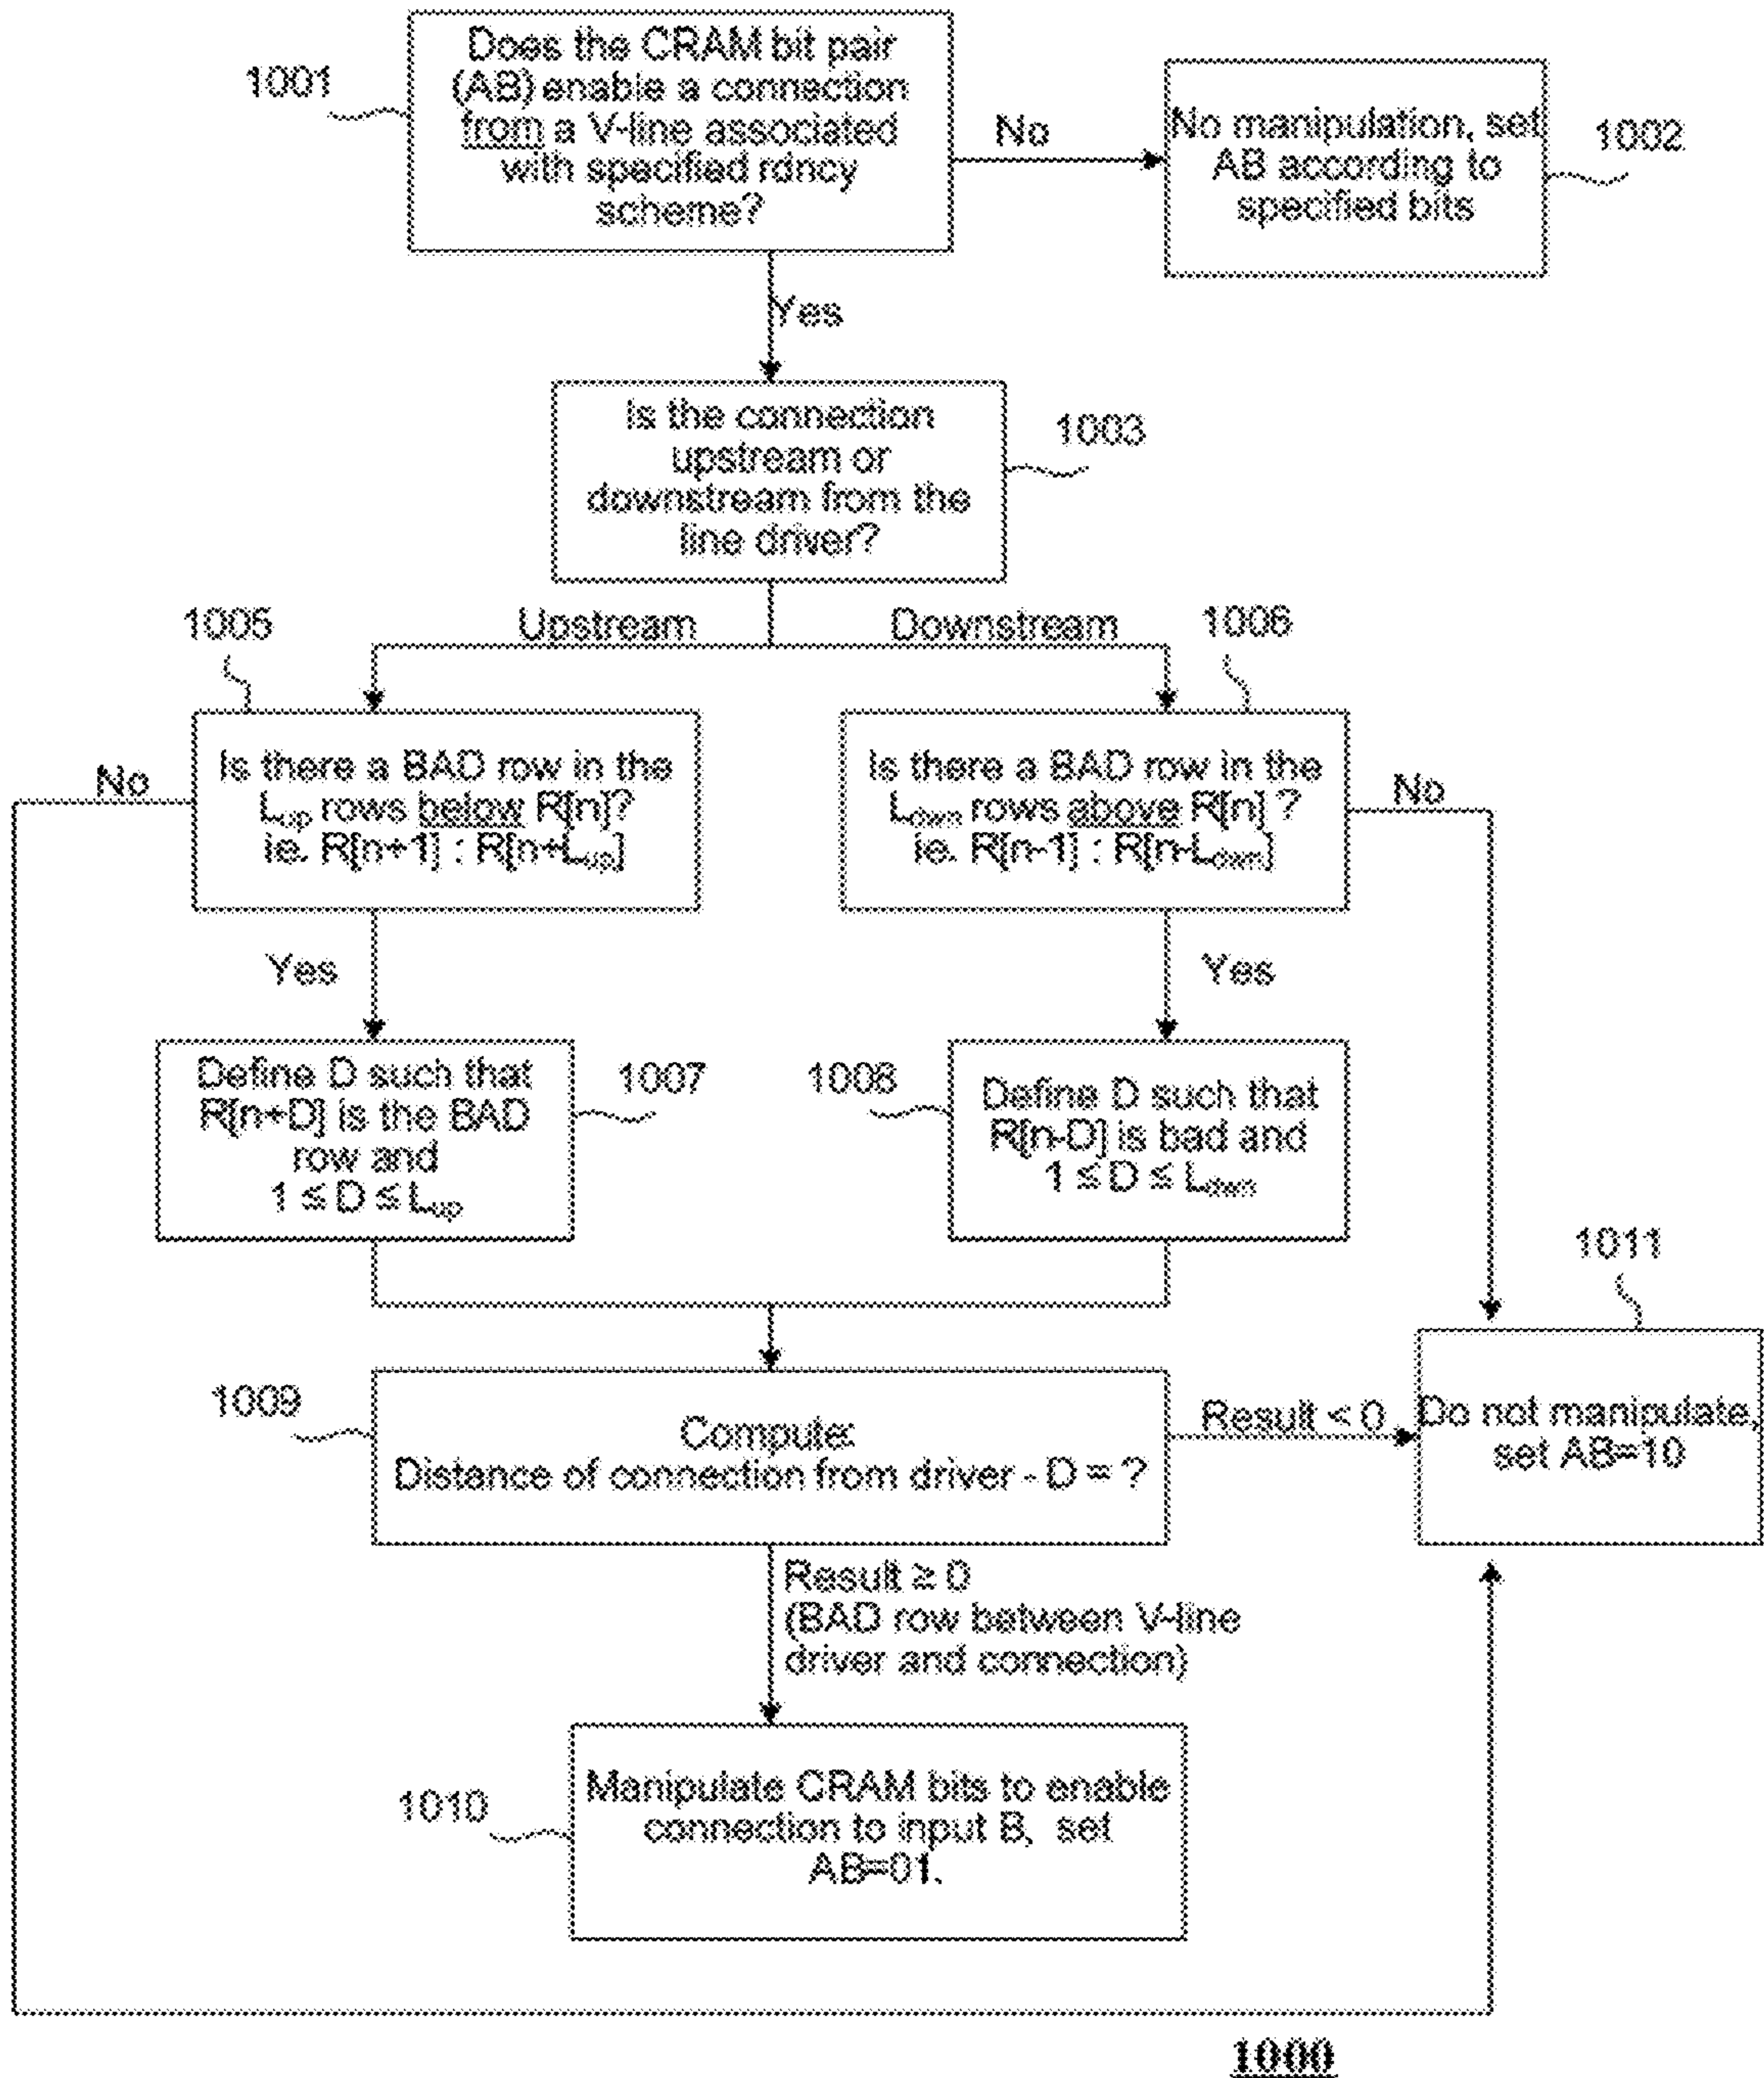 1001
Does the CRAM bit pair
(AB) enable a connection
from a V-line associated
with specified rdncy
scheme?
No
No manipulation, set
AB according to
specified bits
1002
Yes
Is the connection
upstream or
downstream from the
line driver?
1003
Upstream
Downstream
1005
1006
No
Is there a BAD row in the
Lup rows below R[n]?
ie. R[n+1] : R[n+Lup]
Is there a BAD row in the
Ldwn rows above R[n] ?
ie. R[n-1] : R[n-Ldwn]
No
Yes
Yes
Define D such that
R[n+D] is the BAD
row and
1 ≤ D ≤ Lup
1007
1008
Define D such that
R[n-D] is bad and
1 ≤ D ≤ Ldwn
1011
1009
Compute:
Distance of connection from driver - D = ?
Result < 0
Do not manipulate,
set AB=10
Result ≥ 0
(BAD row between V-line
driver and connection)
1010
Manipulate CRAM bits to enable
connection to input B, set
AB=01.
1000